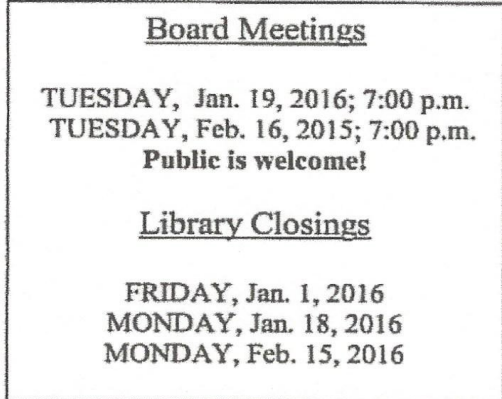 Board Meetings
TUESDAY, Jan. 19, 2016; 7:00 p.m.
TUESDAY, Feb. 16, 2015; 7:00 p.m.
Public is welcome!
Library Closings
FRIDAY, Jan. 1, 2016
MONDAY, Jan. 18, 2016
MONDAY, Feb. 15, 2016